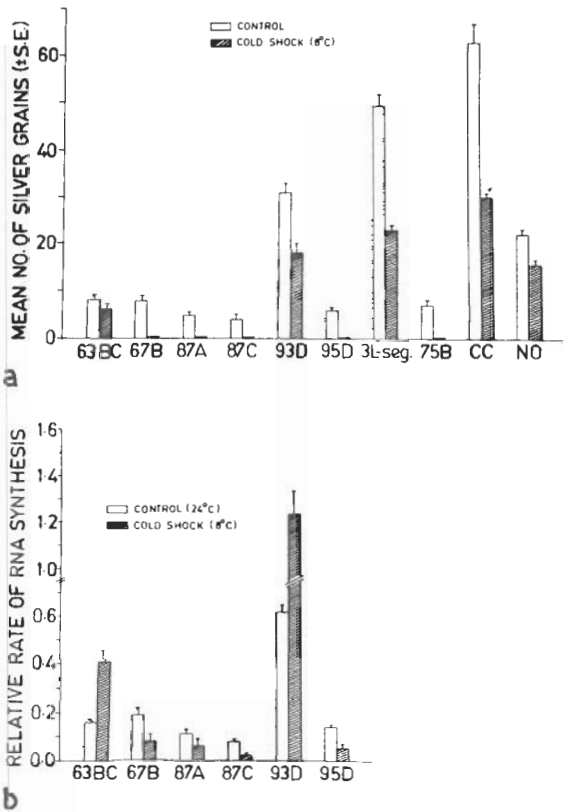 CONTROL
COLD SHOCK (8°C)
MEAN NO. OF SILVER GRAINS (±S.E.)
60
40
20
0
63BC 67B 87A 87C 93D 95D 3L-seg. 75B CC NO
a
1.6
CONTROL (24°C)
COLD SHOCK (8°C)
RELATIVE RATE OF RNA SYNTHESIS
1.4
1.2
1.0
0.6
0.4
0.2
0.0
63BC 67B 87A 87C 93D 95D
b